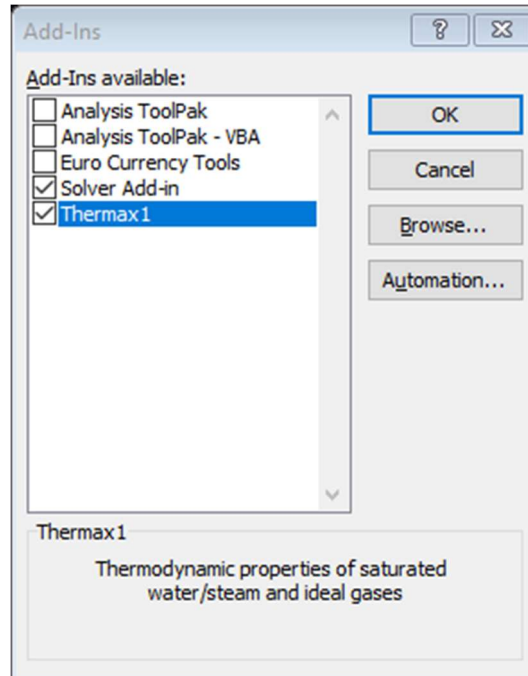 Add-Ins
Add-Ins available:
Analysis ToolPak
Analysis ToolPak - VBA
Euro Currency Tools
Solver Add-in
Thermax1
OK
Cancel
Browse...
Automation...
Thermax1
Thermodynamic properties of saturated
water/steam and ideal gases